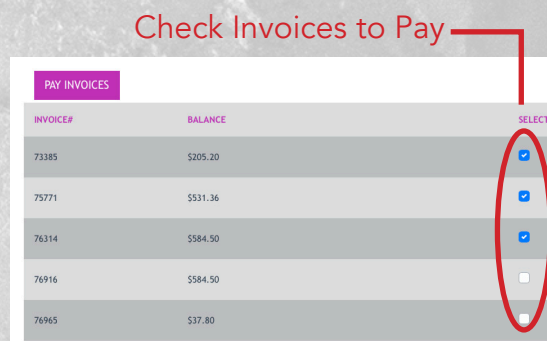 Check Invoices to Pay
PAY INVOICES
INVOICE# BALANCE SELECT
73385 $205.20
75771 $531.36
76314 $584.50
76916 $584.50
76965 $37.80